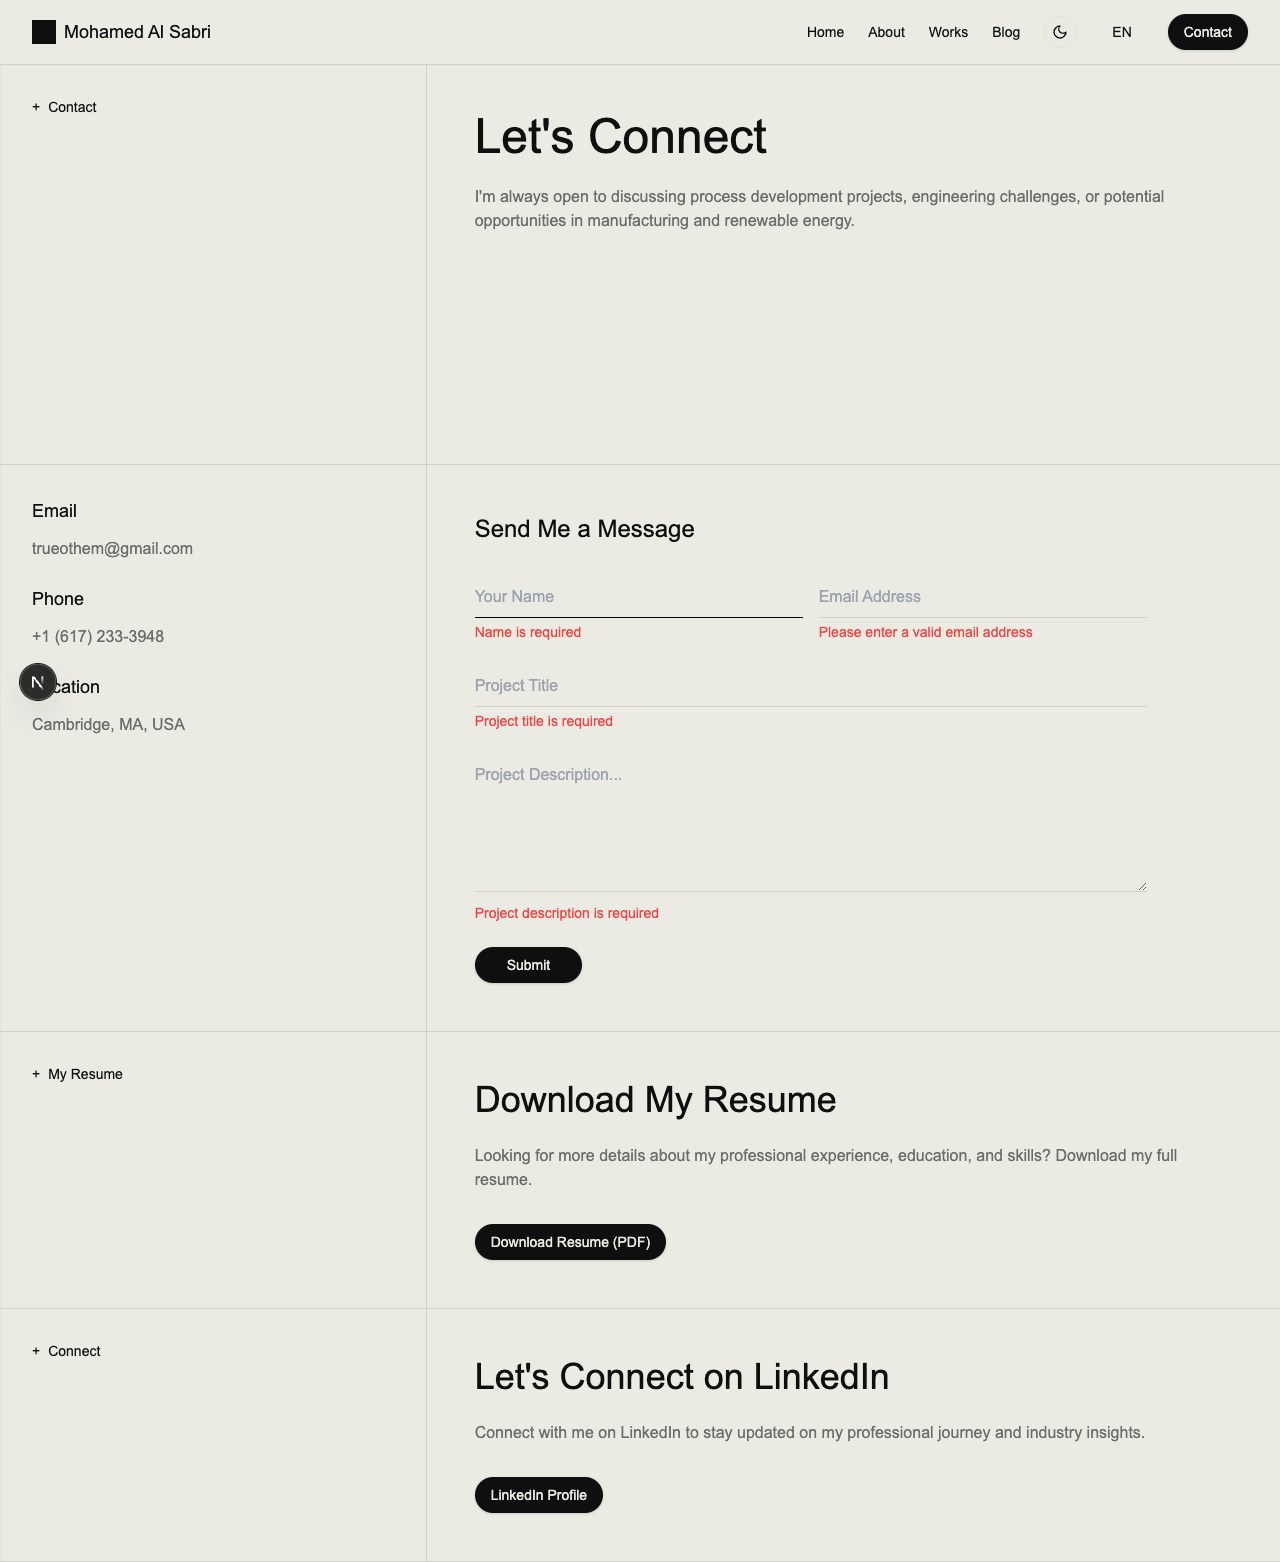 Mohamed Al Sabri
Home About Works Blog EN Contact
+ Contact
Let's Connect
I'm always open to discussing process development projects, engineering challenges, or potential
opportunities in manufacturing and renewable energy.
Email
trueothem@gmail.com
Phone
+1 (617) 233-3948
cation
Cambridge, MA, USA
Send Me a Message
Your Name Email Address
Name is required Please enter a valid email address
Project Title
Project title is required
Project Description...
Project description is required
Submit
+ My Resume
Download My Resume
Looking for more details about my professional experience, education, and skills? Download my full
resume.
Download Resume (PDF)
+ Connect
Let's Connect on LinkedIn
Connect with me on LinkedIn to stay updated on my professional journey and industry insights.
LinkedIn Profile